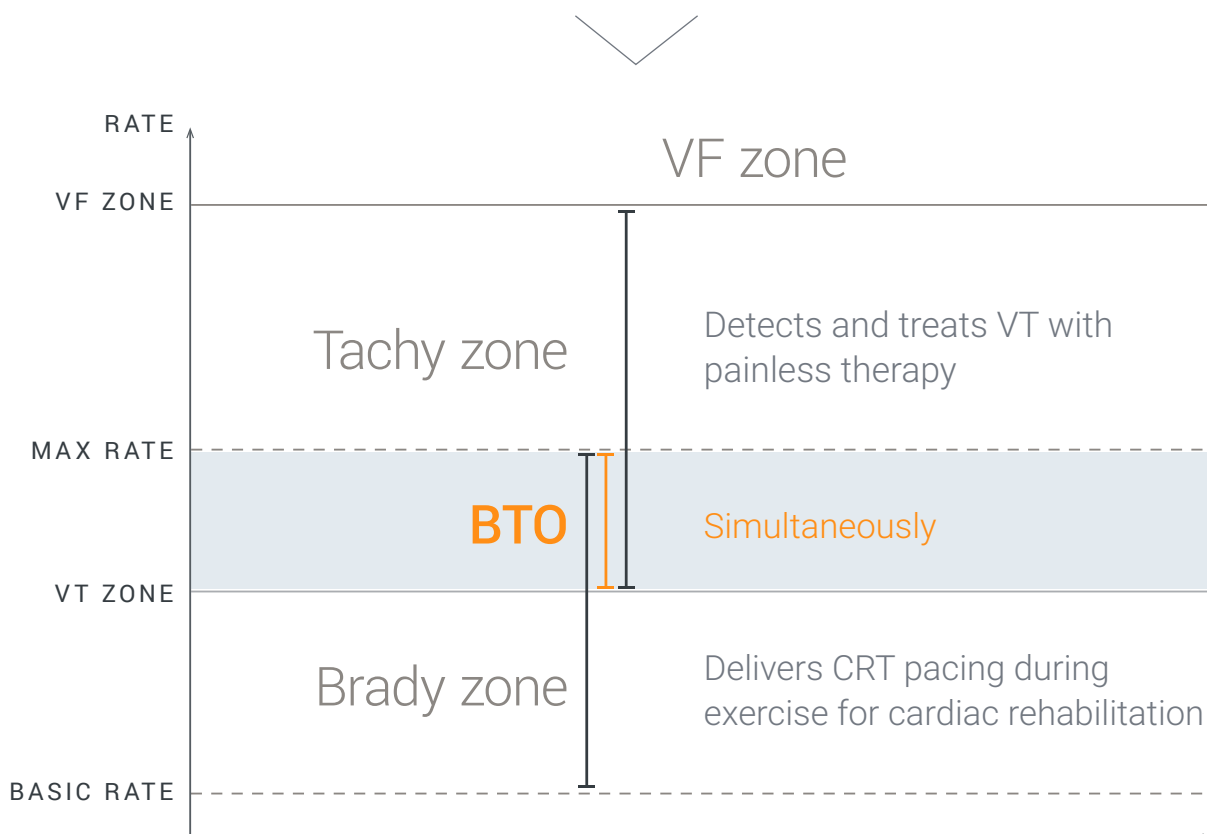 RATE
VF zone
VF ZONE
Tachy zone
Detects and treats VT with
painless therapy
MAX RATE
BTO
Simultaneously
VT ZONE
Brady zone
Delivers CRT pacing during
exercise for cardiac rehabilitation
BASIC RATE